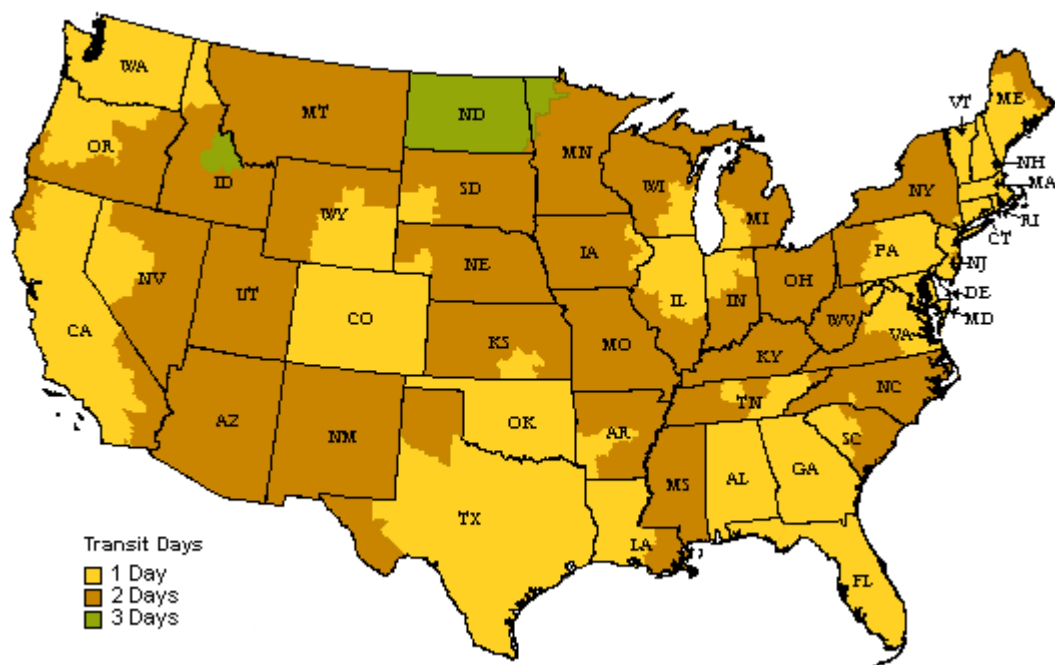 WA
MT
ND
VT
ME
OR
MN
NH
ID
SD
WI
NY
MA
WY
MI
RI
CT
IA
PA
NE
NV
NJ
UT
IL
IN
OH
DE
CO
MD
CA
WV
VA
KS
MO
KY
NC
TN
AZ
OK
AR
NM
SC
MS
AL
GA
TX
LA
FL
Transit Days
1 Day
2 Days
3 Days